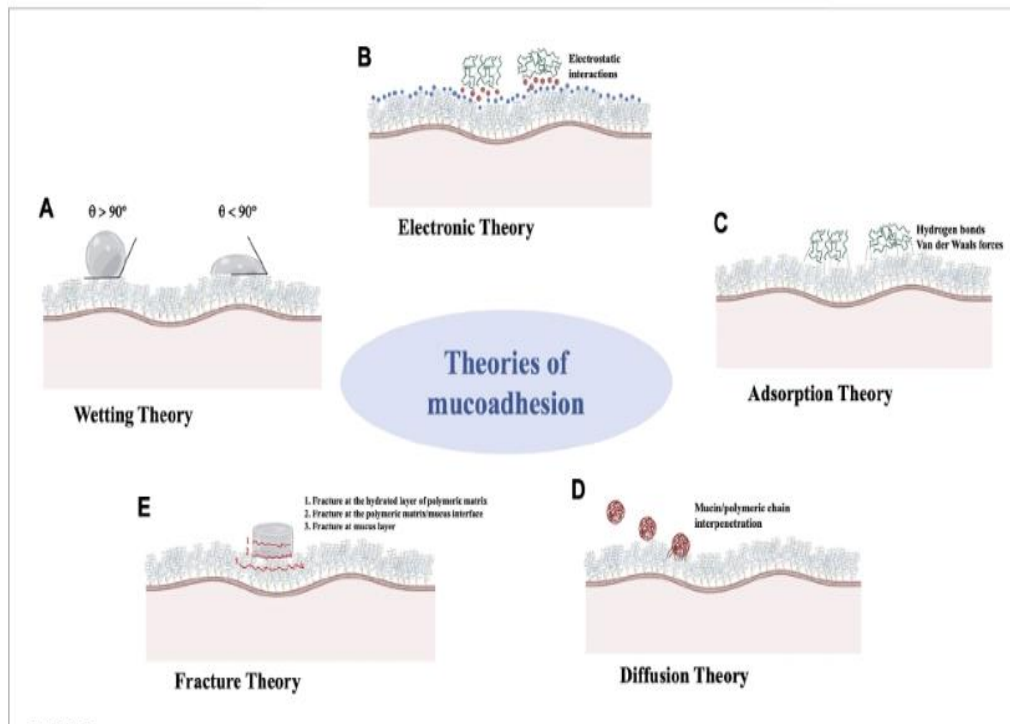 B
Electrostatic
interactions
Electronic Theory
A
θ > 90°
θ < 90°
Wetting Theory
C
Hydrogen bonds
Van der Waals forces
Adsorption Theory
Theories of
mucoadhesion
E
1. Fracture at the hydrated layer of polymeric matrix
2. Fracture at the polymeric matrix/mucus interface
3. Fracture at mucus layer
Fracture Theory
D
Mucin/polymeric chain
interpenetration
Diffusion Theory